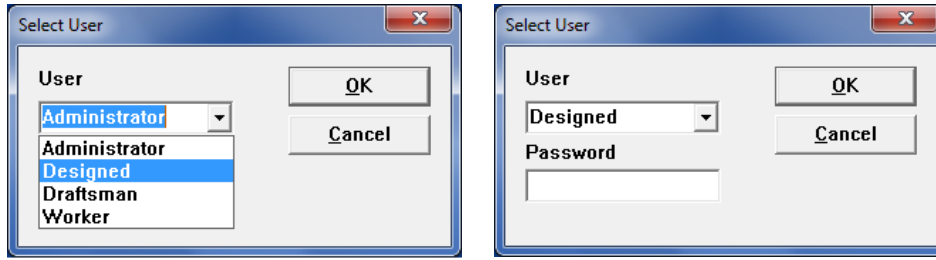 Select User
User
OK
Administrator
Cancel
Administrator
Designed
Draftsman
Worker
Select User
User
OK
Designed
Cancel
Password